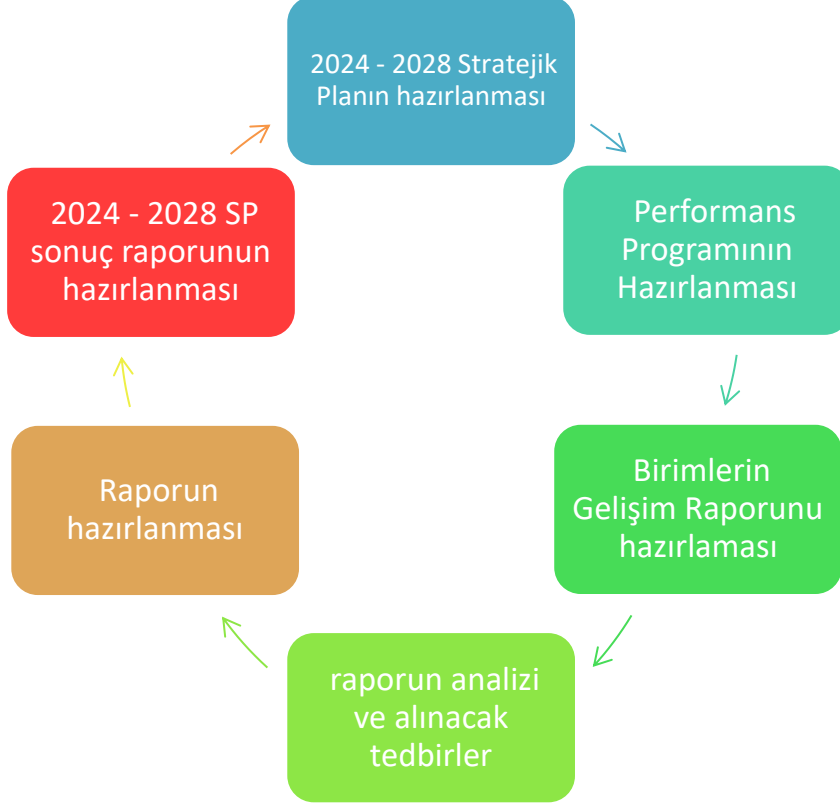 2024 - 2028 Stratejik
Planın hazırlanması
Performans
Programının
Hazırlanması
Birimlerin
Gelişim Raporunu
hazırlaması
raporun analizi
ve alınacak
tedbirler
Raporun
hazırlanması
2024 - 2028 SP
sonuç raporunun
hazırlanması